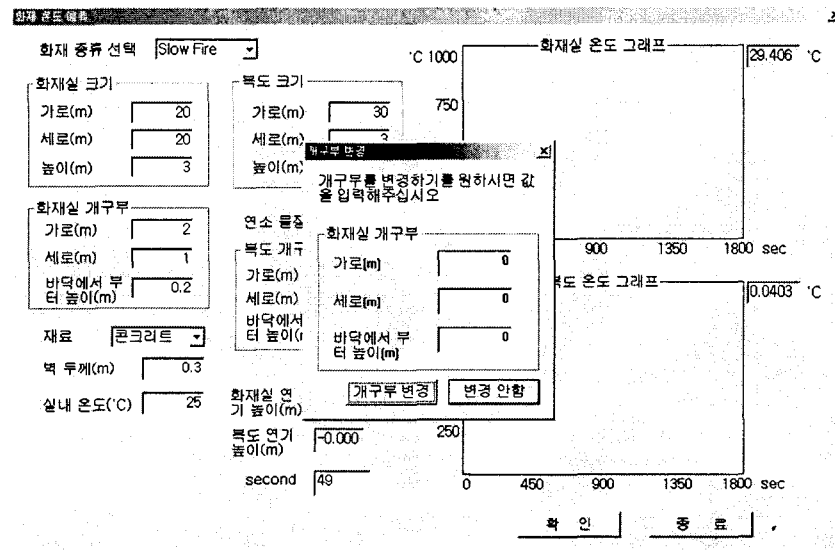 화재 온도 예측
화재 종류 선택 Slow Fire
화재실 크기
가로(m) 20
세로(m) 20
높이(m) 3
화재실 개구부
가로(m) 2
세로(m) 1
바닥에서 부
터 높이(m) 0.2
재료 콘크리트
벽 두께(m) 0.3
실내 온도('C) 25
복도 크기
가로(m) 30
세로(m) 3
높이(m)
연소 물질
복도 개구
가로(m)
세로(m)
바닥에서
터 높이(
화재실 연
기 높이(m)
복도 연기
높이(m) -0.000
second 49
개구부 변경
개구부를 변경하기를 원하시면 값
을 입력해주십시오
화재실 개구부
가로(m) 0
세로(m) 0
바닥에서 부
터 높이(m) 0
개구부 변경 변경 안함
화재실 온도 그래프
'C 1000 29.406 'C
750
900 1350 1800 sec
복도 온도 그래프
0.0403 'C
250
0 450 900 1350 1800 sec
확 인 종 료